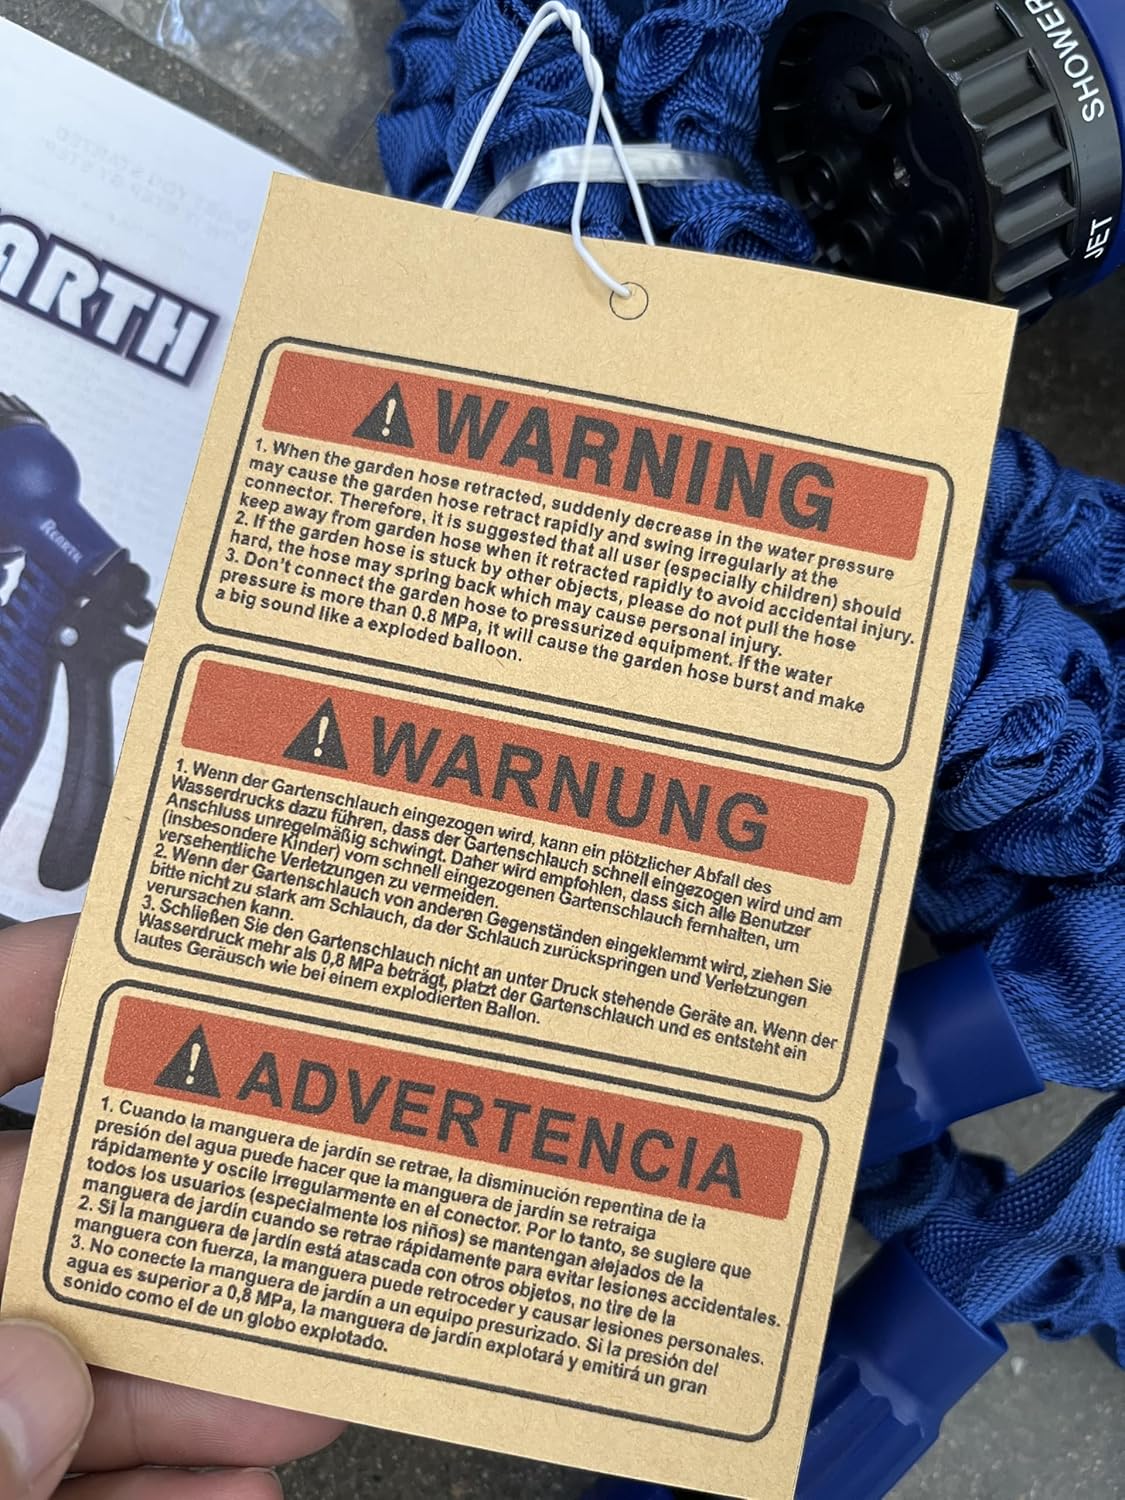 SHOWER
JET
ARTH
REARTH
WARNING
1. When the garden hose retracted, suddenly decrease in the water pressure
may cause the garden hose retract rapidly and swing irregularly at the
connector. Therefore, it is suggested that all user (especially children) should
keep away from garden hose when it retracted rapidly to avoid accidental injury.
2. If the garden hose is stuck by other objects, please do not pull the hose
hard, the hose may spring back which may cause personal injury.
3. Don't connect the garden hose to pressurized equipment. If the water
pressure is more than 0.8 MPa, it will cause the garden hose burst and make
a big sound like a exploded balloon.
WARNUNG
1. Wenn der Gartenschlauch eingezogen wird, kann ein plötzlicher Abfall des
Wasserdrucks dazu führen, dass der Gartenschlauch schnell eingezogen wird und am
Anschluss unregelmäßig schwingt. Daher wird empfohlen, dass sich alle Benutzer
(insbesondere Kinder) vom schnell eingezogenen Gartenschlauch fernhalten, um
versehentliche Verletzungen zu vermeiden.
2. Wenn der Gartenschlauch von anderen Gegenständen eingeklemmt wird, ziehen Sie
bitte nicht zu stark am Schlauch, da der Schlauch zurückspringen und Verletzungen
verursachen kann.
3. Schließen Sie den Gartenschlauch nicht an unter Druck stehende Geräte an. Wenn der
Wasserdruck mehr als 0,8 MPa beträgt, platzt der Gartenschlauch und es entsteht ein
lautes Geräusch wie bei einem explodierten Ballon.
ADVERTENCIA
1. Cuando la manguera de jardín se retrae, la disminución repentina de la
presión del agua puede hacer que la manguera de jardín se retraiga
rápidamente y oscile irregularmente en el conector. Por lo tanto, se sugiere que
todos los usuarios (especialmente los niños) se mantengan alejados de la
manguera de jardín cuando se retrae rápidamente para evitar lesiones accidentales.
2. Si la manguera de jardín está atascada con otros objetos, no tire de la
manguera con fuerza, la manguera puede retroceder y causar lesiones personales.
3. No conecte la manguera de jardín a un equipo presurizado. Si la presión del
agua es superior a 0,8 MPa, la manguera de jardín explotará y emitirá un gran
sonido como el de un globo explotado.